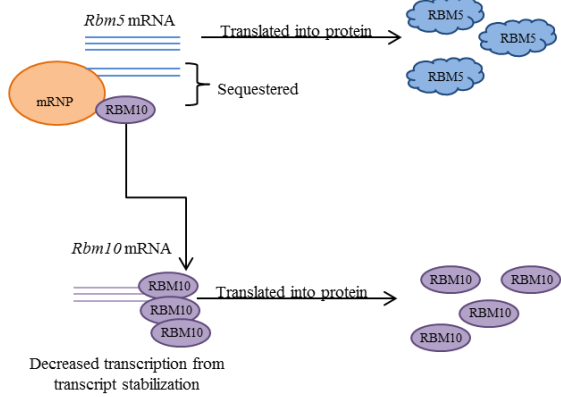 Rbm5 mRNA
Translated into protein
RBM5
RBM5
RBM5
Sequestered
mRNP
RBM10
Rbm10 mRNA
RBM10
RBM10
RBM10
Translated into protein
RBM10
RBM10
RBM10
RBM10
Decreased transcription from
transcript stabilization